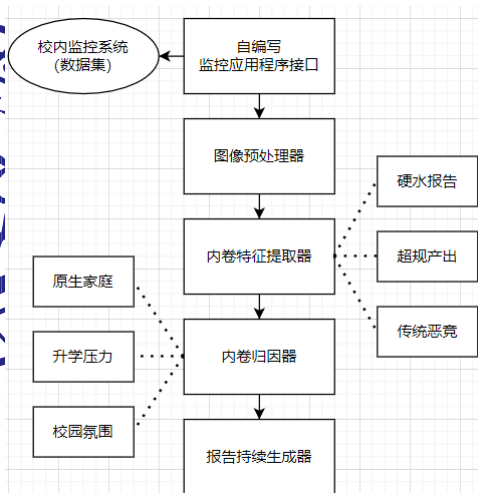 校内监控系统
(数据集)
自编写
监控应用程序接口
图像预处理器
硬水报告
内卷特征提取器
超规产出
原生家庭
传统恶竞
升学压力
内卷归因器
校园氛围
报告持续生成器